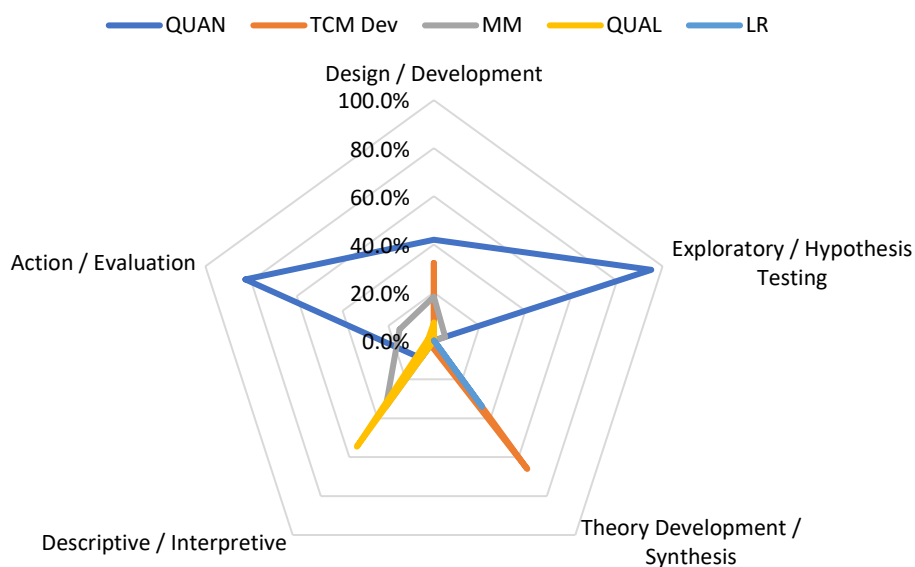 QUAN TCM Dev MM QUAL LR
Design / Development
100.0%
80.0%
60.0%
40.0%
20.0%
0.0%
Exploratory / Hypothesis
Testing
Action / Evaluation
Theory Development /
Synthesis
Descriptive / Interpretive